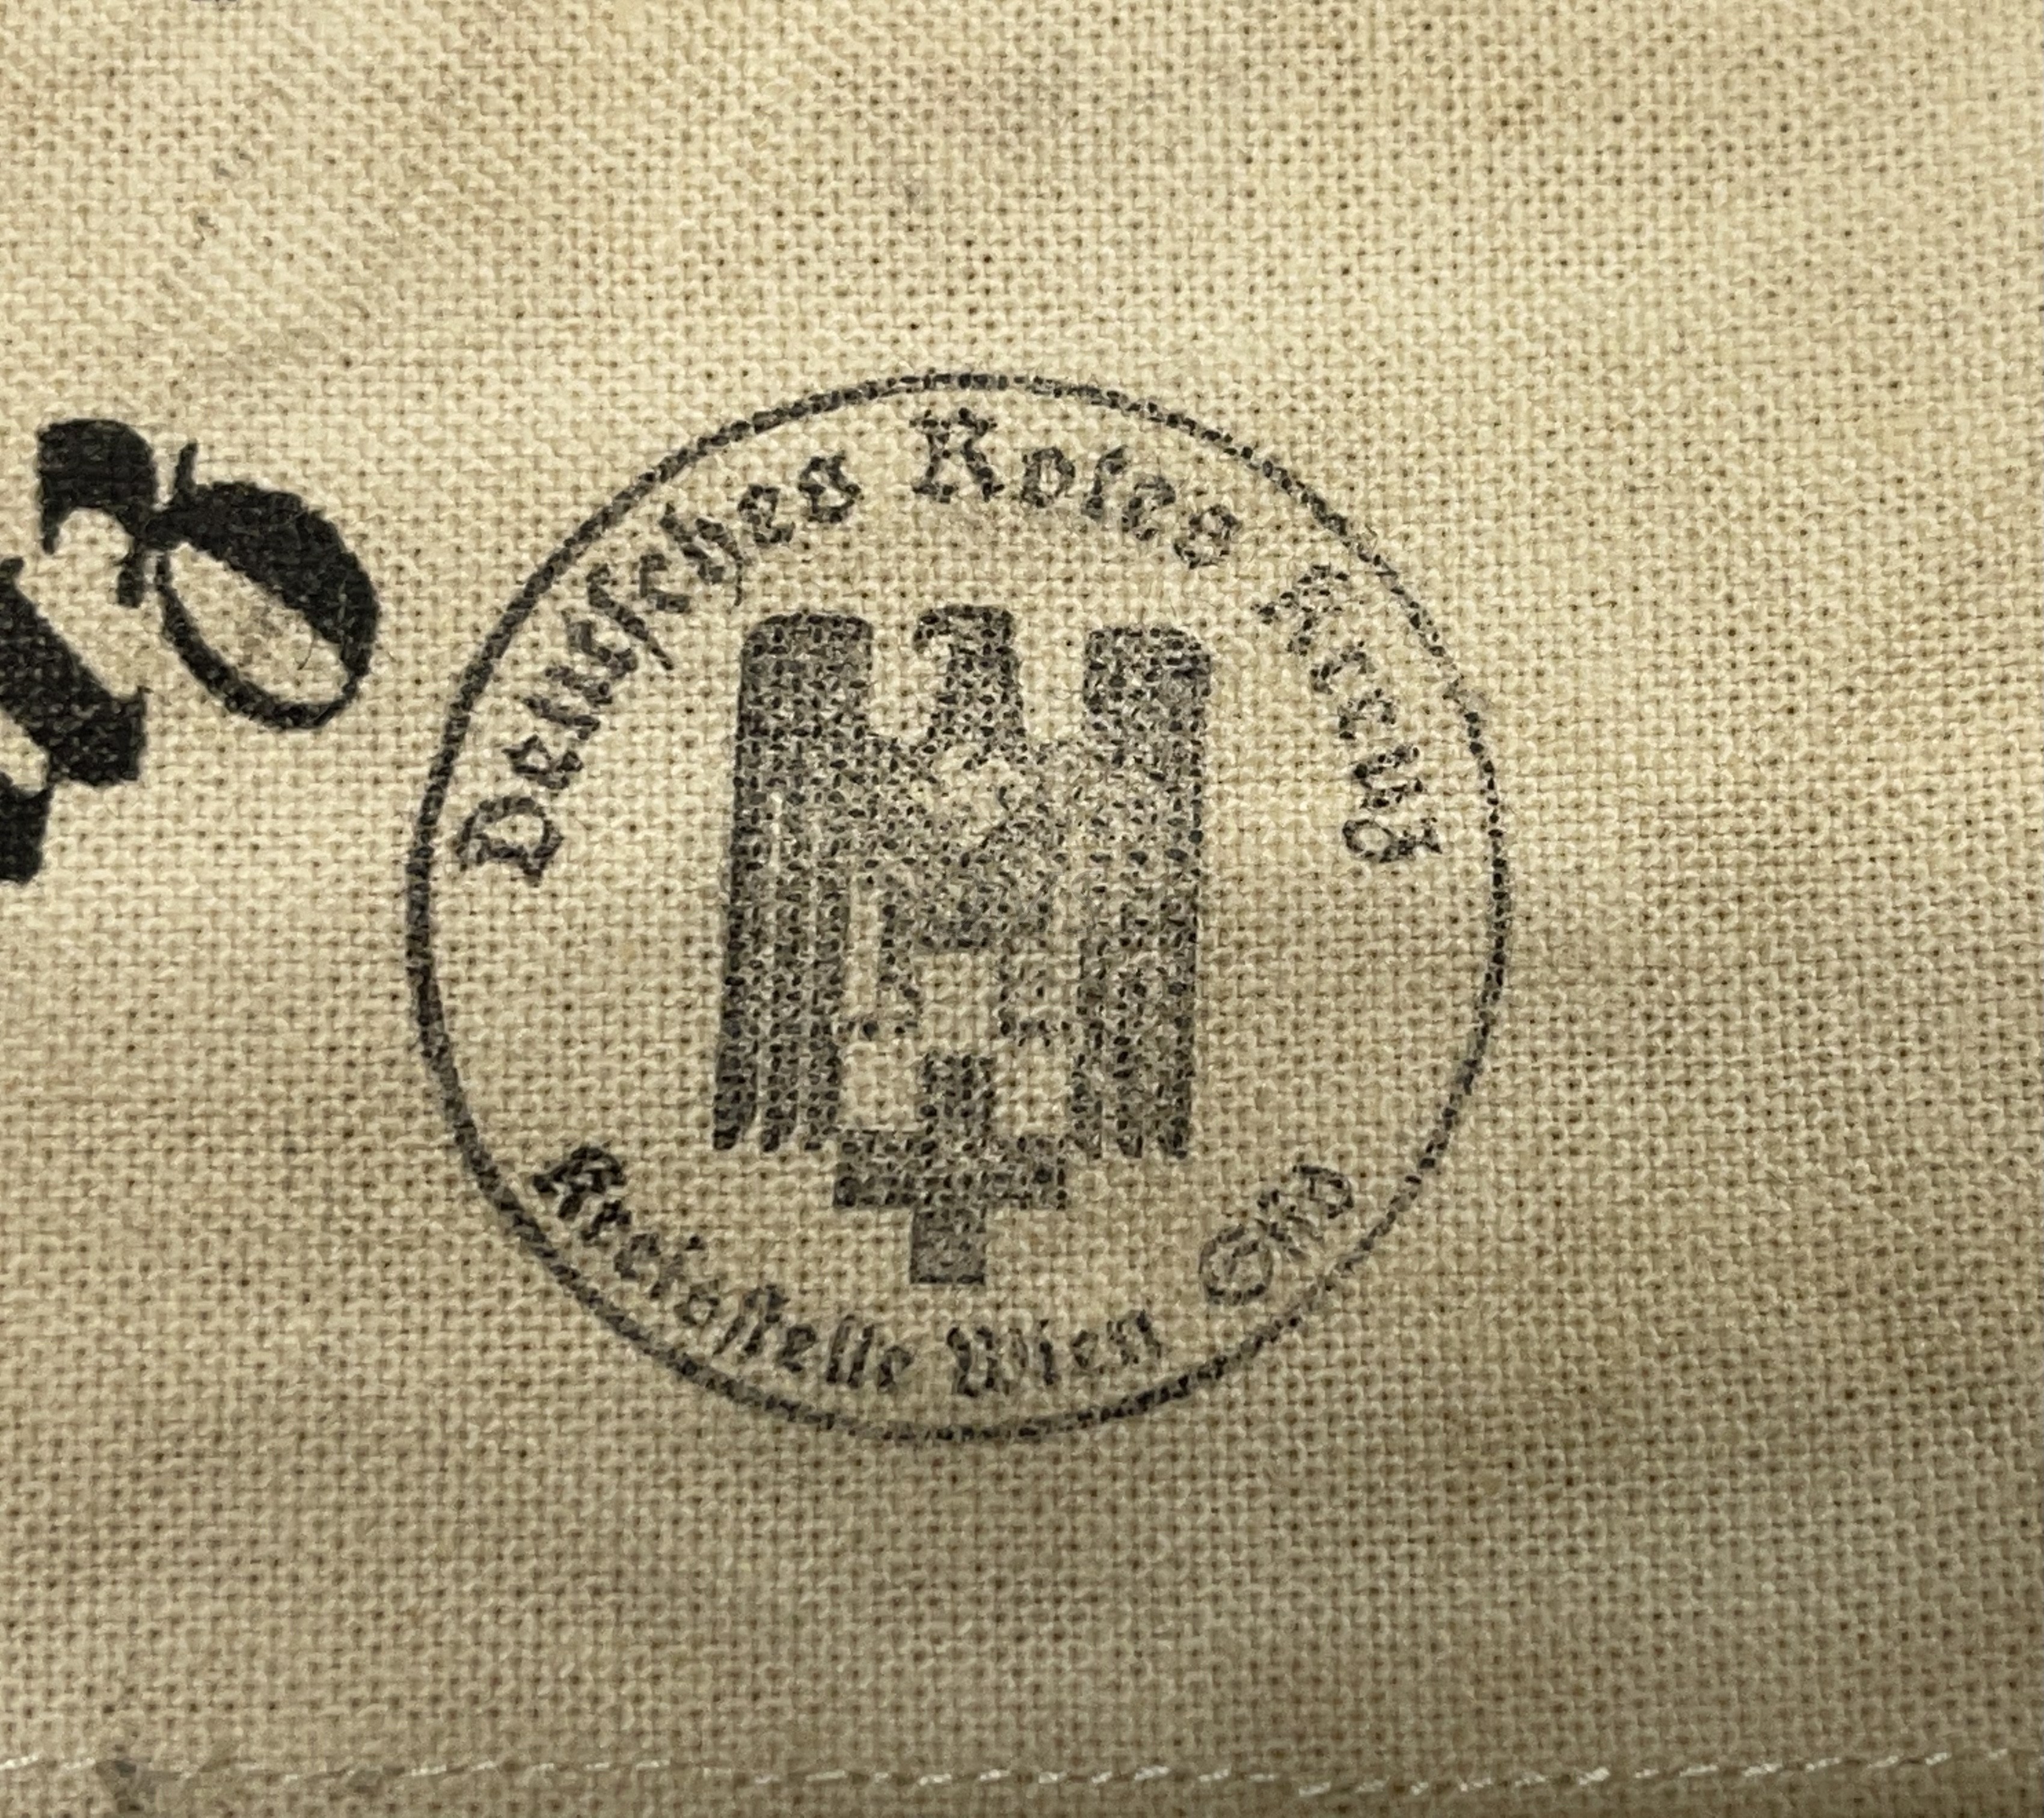 Deutsches Rotes Kreuz
Kreisstelle Wien Ost